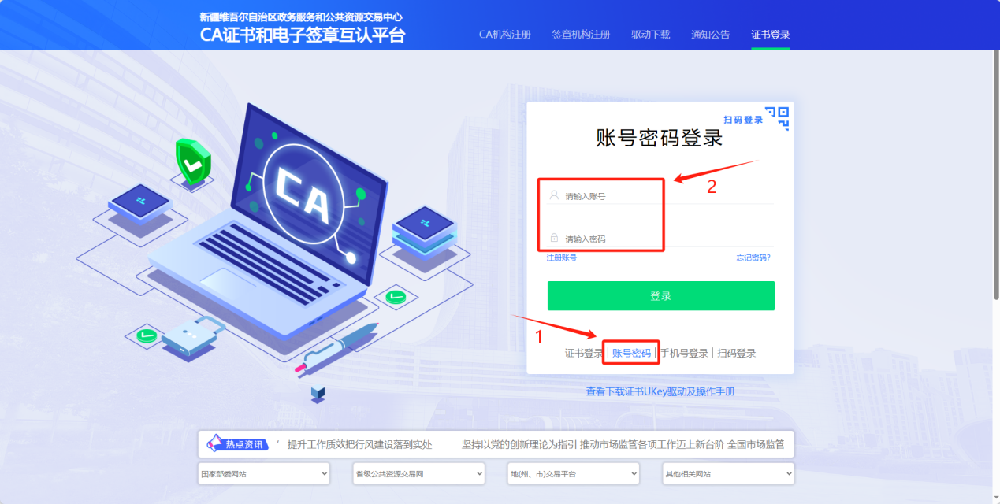 新疆维吾尔自治区政务服务和公共资源交易中心
CA证书和电子签章互认平台
CA机构注册 签章机构注册 驱动下载 通知公告 证书登录
扫码登录
账号密码登录
CA
请输入账号
2
请输入密码
注册账号 忘记密码?
登录
1
证书登录 | 账号密码 | 手机号登录 | 扫码登录
查看下载证书UKey驱动及操作手册
热点资讯 提升工作质效把行风建设落到实处 坚持以党的创新理论为指引 推动市场监管各项工作迈上新台阶 全国市场监管
国家部委网站 省级公共资源交易网 地(州、市)交易平台 其他相关网站